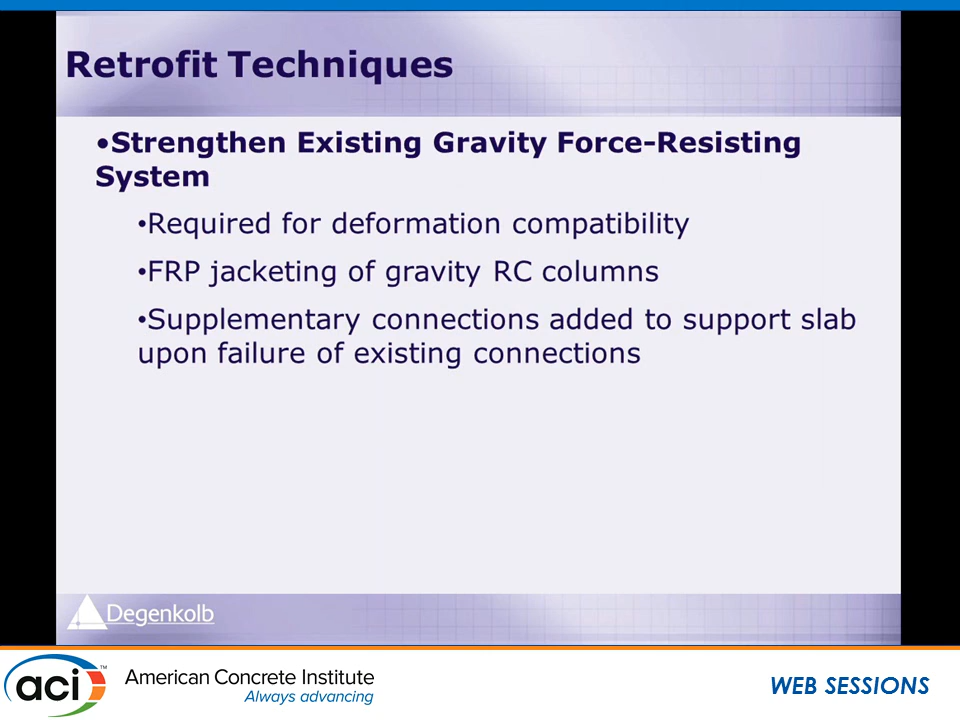 Retrofit Techniques
•Strengthen Existing Gravity Force-Resisting
System
•Required for deformation compatibility
•FRP jacketing of gravity RC columns
•Supplementary connections added to support slab
upon failure of existing connections
Degenkolb
aci™
American Concrete Institute
Always advancing
WEB SESSIONS